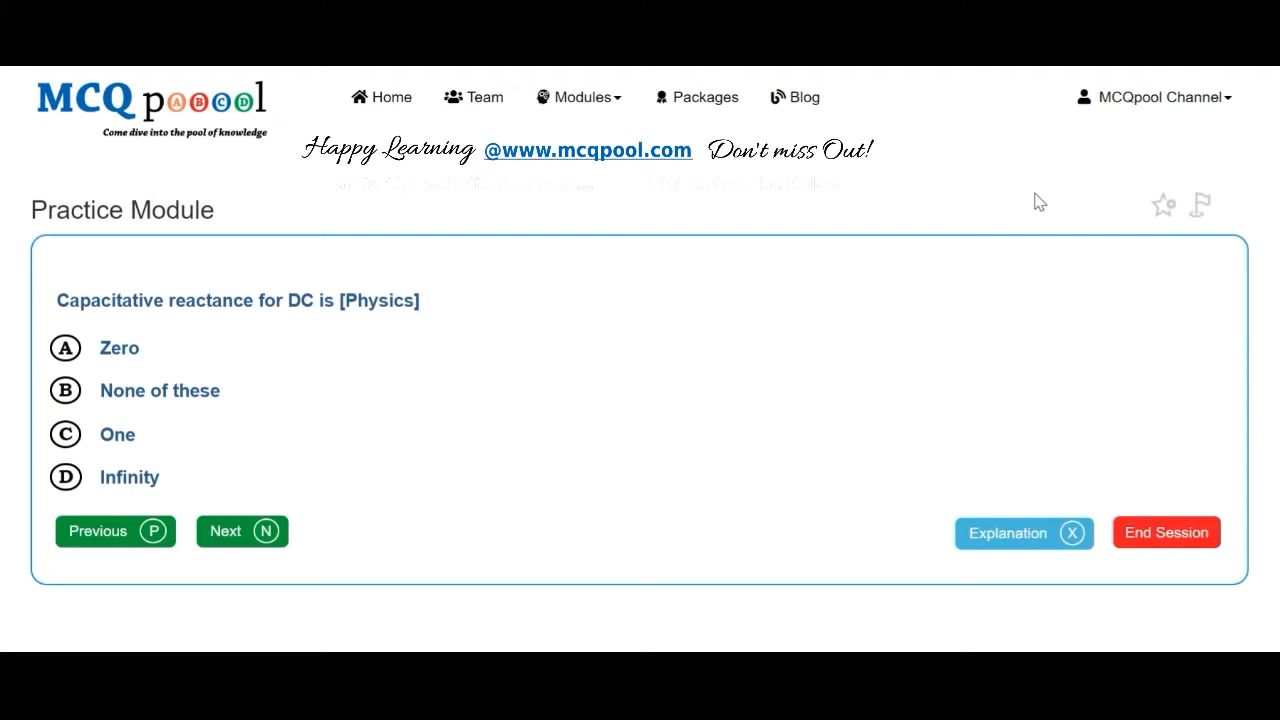 MCQ pooool
Come dive into the pool of knowledge
Home Team Modules Packages Blog MCQpool Channel
Happy Learning @www.mcqpool.com Don't miss Out!
Practice Module
Capacitative reactance for DC is [Physics]
A Zero
B None of these
C One
D Infinity
Previous P Next N Explanation X End Session